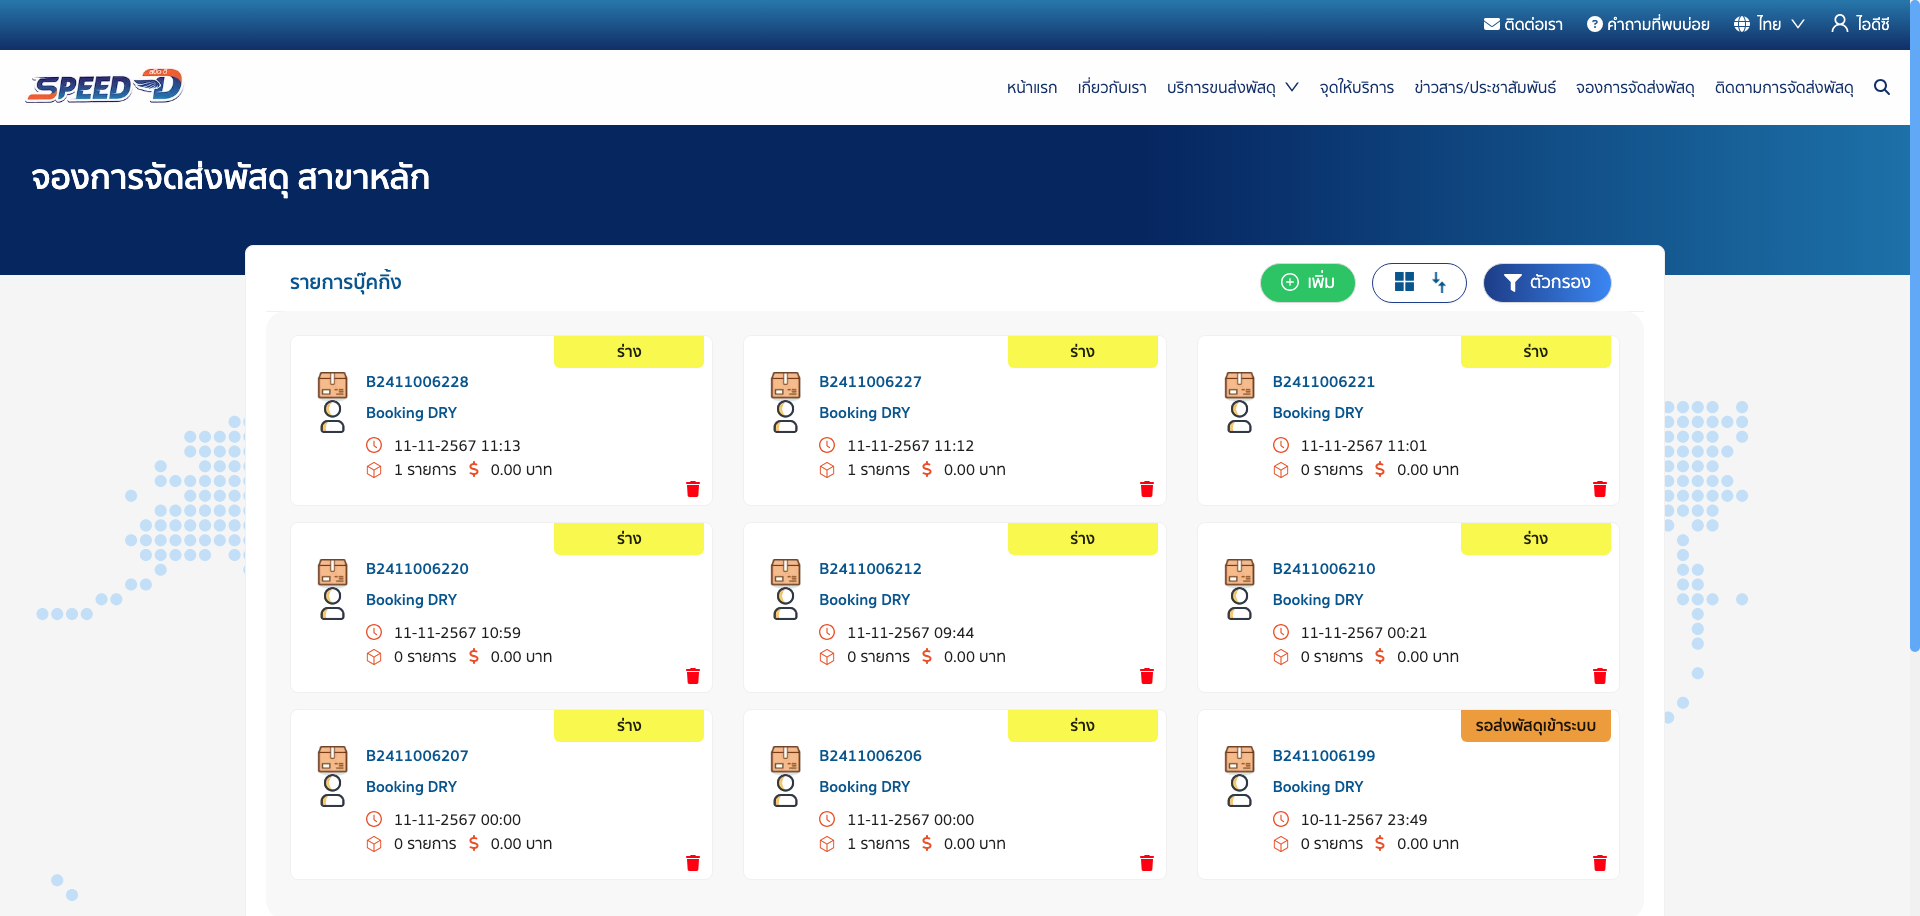 ติดต่อเรา คำถามที่พบบ่อย ไทย ไอดีซี
สปีด-ดี
SPEED-D
หน้าแรก เกี่ยวกับเรา บริการขนส่งพัสดุ จุดให้บริการ ข่าวสาร/ประชาสัมพันธ์ จองการจัดส่งพัสดุ ติดตามการจัดส่งพัสดุ
จองการจัดส่งพัสดุ สาขาหลัก
รายการบุ๊คกิ้ง เพิ่ม ตัวกรอง
ร่าง
B2411006228
Booking DRY
11-11-2567 11:13
1 รายการ $ 0.00 บาท
ร่าง
B2411006227
Booking DRY
11-11-2567 11:12
1 รายการ $ 0.00 บาท
ร่าง
B2411006221
Booking DRY
11-11-2567 11:01
0 รายการ $ 0.00 บาท
ร่าง
B2411006220
Booking DRY
11-11-2567 10:59
0 รายการ $ 0.00 บาท
ร่าง
B2411006212
Booking DRY
11-11-2567 09:44
0 รายการ $ 0.00 บาท
ร่าง
B2411006210
Booking DRY
11-11-2567 00:21
0 รายการ $ 0.00 บาท
ร่าง
B2411006207
Booking DRY
11-11-2567 00:00
0 รายการ $ 0.00 บาท
ร่าง
B2411006206
Booking DRY
11-11-2567 00:00
1 รายการ $ 0.00 บาท
รอส่งพัสดุเข้าระบบ
B2411006199
Booking DRY
10-11-2567 23:49
0 รายการ $ 0.00 บาท